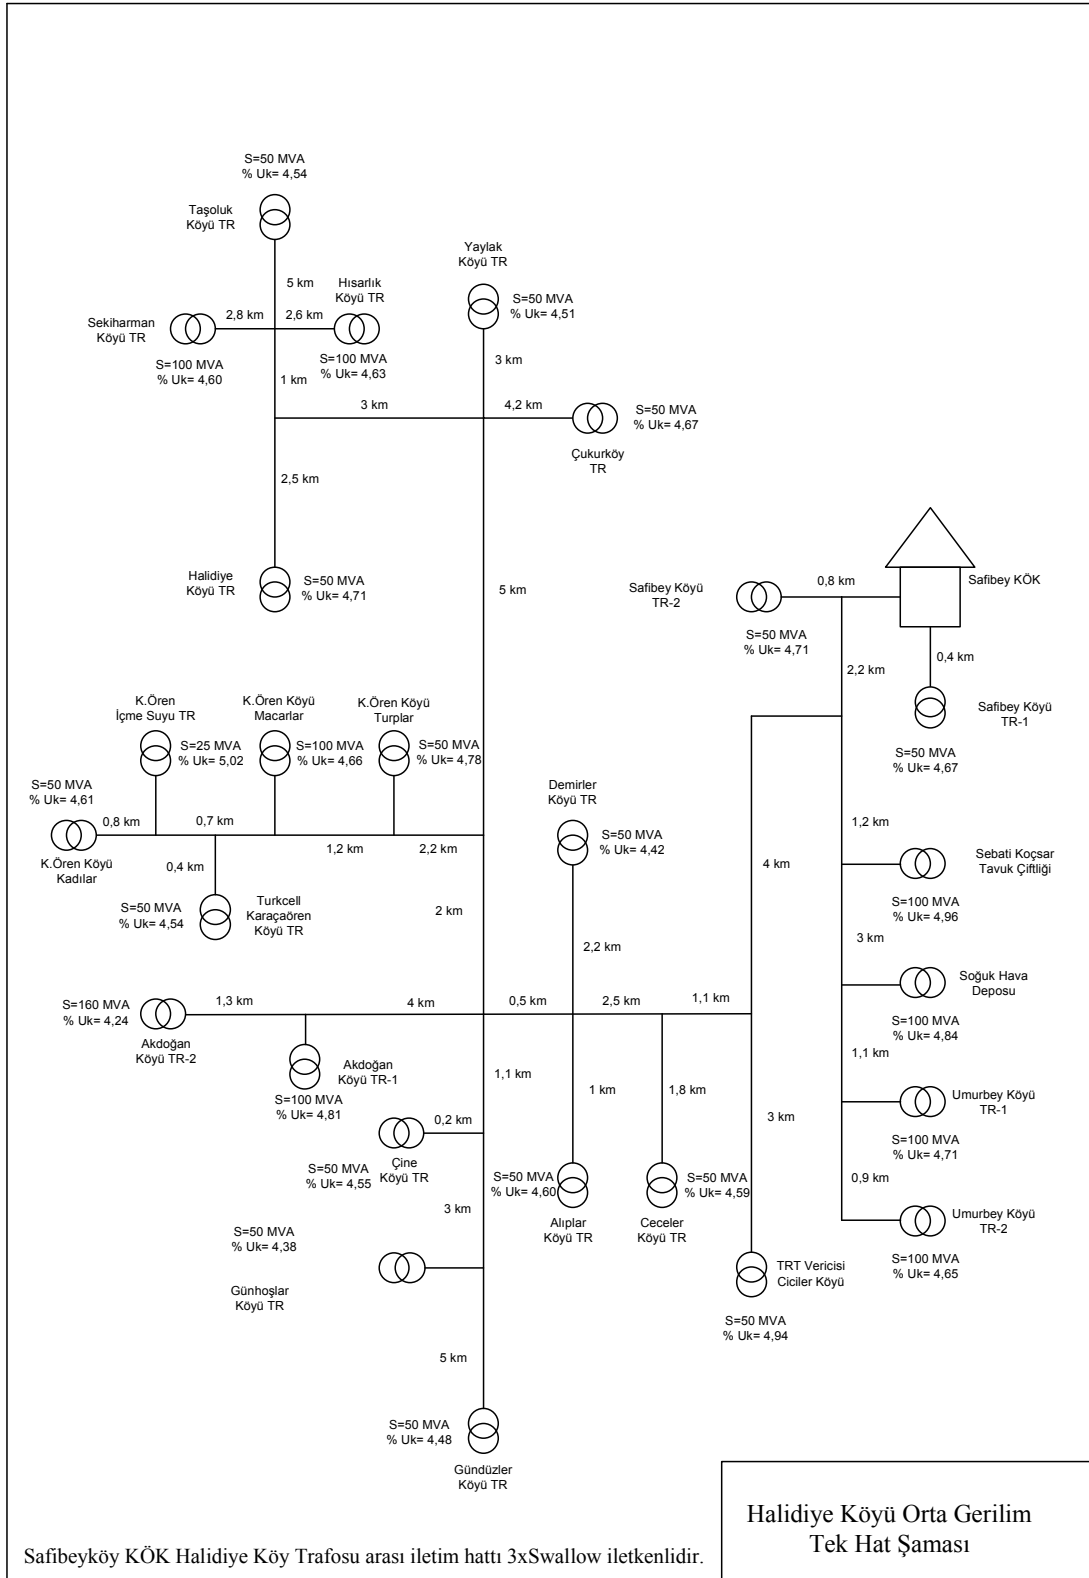 S=50 MVA
% Uk= 4,54
Taşoluk
Köyü TR
Yaylak
Köyü TR
5 km
Hısarlık
Köyü TR
S=50 MVA
% Uk= 4,51
Sekiharman
Köyü TR
2,8 km
2,6 km
S=100 MVA
% Uk= 4,60
S=100 MVA
% Uk= 4,63
1 km
3 km
3 km
4,2 km
S=50 MVA
% Uk= 4,67
Çukurköy
TR
2,5 km
Halidiye
Köyü TR
S=50 MVA
% Uk= 4,71
5 km
Safibey Köyü
TR-2
0,8 km
Safibey KÖK
S=50 MVA
% Uk= 4,71
2,2 km
0,4 km
Safibey Köyü
TR-1
S=50 MVA
% Uk= 4,67
K.Ören
İçme Suyu TR
K.Ören Köyü
Macarlar
K.Ören Köyü
Turplar
S=25 MVA
% Uk= 5,02
S=100 MVA
% Uk= 4,66
S=50 MVA
% Uk= 4,78
S=50 MVA
% Uk= 4,61
0,8 km
0,7 km
1,2 km
2,2 km
K.Ören Köyü
Kadılar
0,4 km
S=50 MVA
% Uk= 4,54
Turkcell
Karaçaören
Köyü TR
2 km
Demirler
Köyü TR
S=50 MVA
% Uk= 4,42
2,2 km
4 km
1,2 km
Sebati Koçsar
Tavuk Çiftliği
S=100 MVA
% Uk= 4,96
3 km
Soğuk Hava
Deposu
S=100 MVA
% Uk= 4,84
S=160 MVA
% Uk= 4,24
1,3 km
4 km
0,5 km
2,5 km
1,1 km
Akdoğan
Köyü TR-2
Akdoğan
Köyü TR-1
S=100 MVA
% Uk= 4,81
1,1 km
1 km
1,8 km
3 km
1,1 km
Umurbey Köyü
TR-1
S=100 MVA
% Uk= 4,71
0,2 km
Çine
Köyü TR
S=50 MVA
% Uk= 4,55
S=50 MVA
% Uk= 4,60
Alıplar
Köyü TR
S=50 MVA
% Uk= 4,59
Ceceler
Köyü TR
0,9 km
Umurbey Köyü
TR-2
S=100 MVA
% Uk= 4,65
3 km
S=50 MVA
% Uk= 4,38
Günhoşlar
Köyü TR
TRT Vericisi
Ciciler Köyü
S=50 MVA
% Uk= 4,94
5 km
S=50 MVA
% Uk= 4,48
Gündüzler
Köyü TR
Safibeyköy KÖK Halidiye Köy Trafosu arası iletim hattı 3xSwallow iletkenlidir.
Halidiye Köyü Orta Gerilim
Tek Hat Şaması